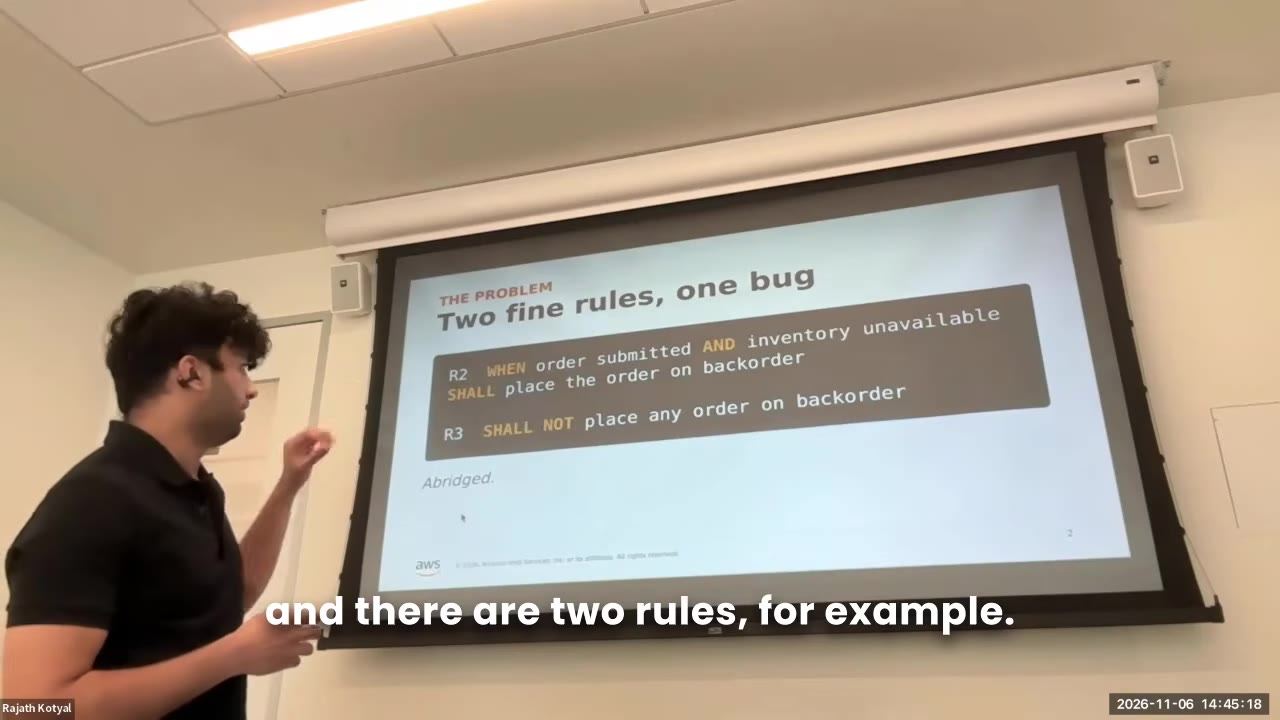 THE PROBLEM
Two fine rules, one bug
R2 WHEN order submitted AND inventory unavailable
SHALL place the order on backorder
R3 SHALL NOT place any order on backorder
Abridged.
2
aws
and there are two rules, for example.
Rajath Kotyal
2026-11-06 14:45:18